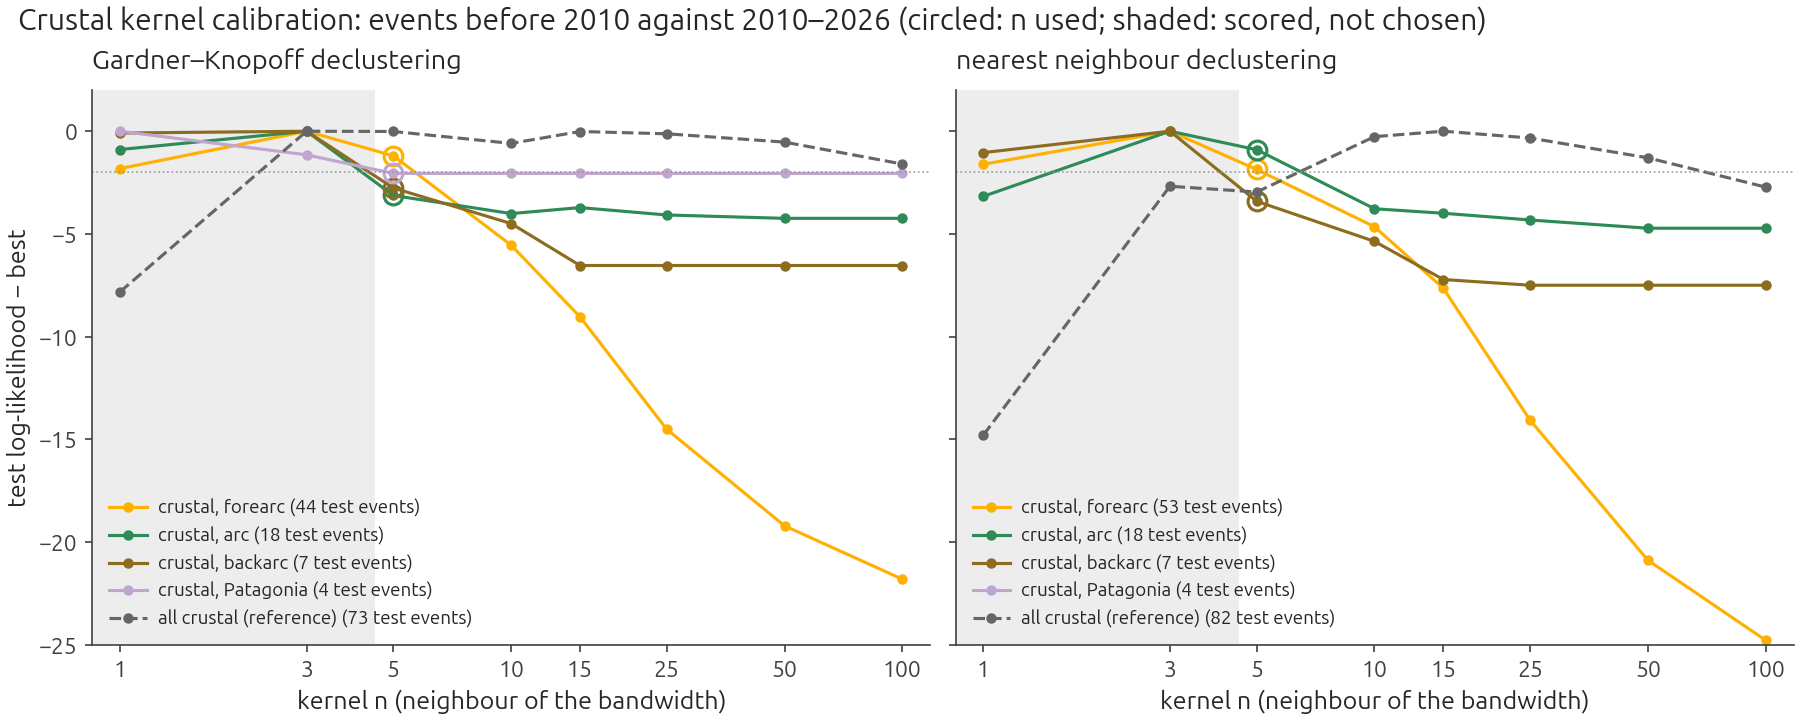 Crustal kernel calibration: events before 2010 against 2010–2026 (circled: n used; shaded: scored, not chosen)
Gardner–Knopoff declustering
test log-likelihood − best
0
−5
−10
−15
−20
−25
crustal, forearc (44 test events)
crustal, arc (18 test events)
crustal, backarc (7 test events)
crustal, Patagonia (4 test events)
all crustal (reference) (73 test events)
1 3 5 10 15 25 50 100
kernel n (neighbour of the bandwidth)
nearest neighbour declustering
crustal, forearc (53 test events)
crustal, arc (18 test events)
crustal, backarc (7 test events)
crustal, Patagonia (4 test events)
all crustal (reference) (82 test events)
1 3 5 10 15 25 50 100
kernel n (neighbour of the bandwidth)